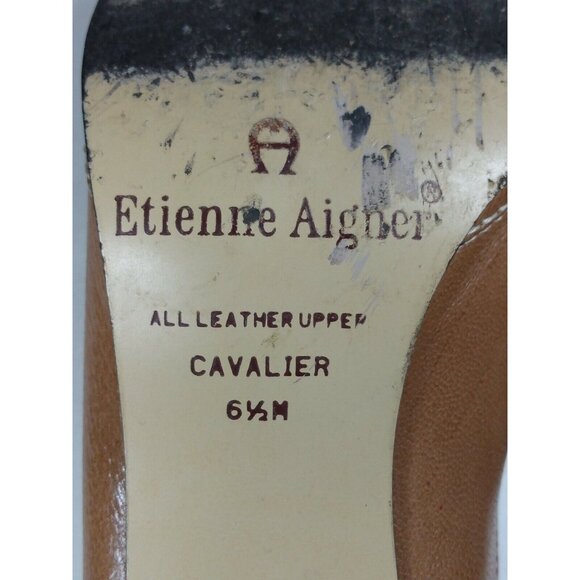 Etienne Aigner®
ALL LEATHER UPPER
CAVALIER
6½M